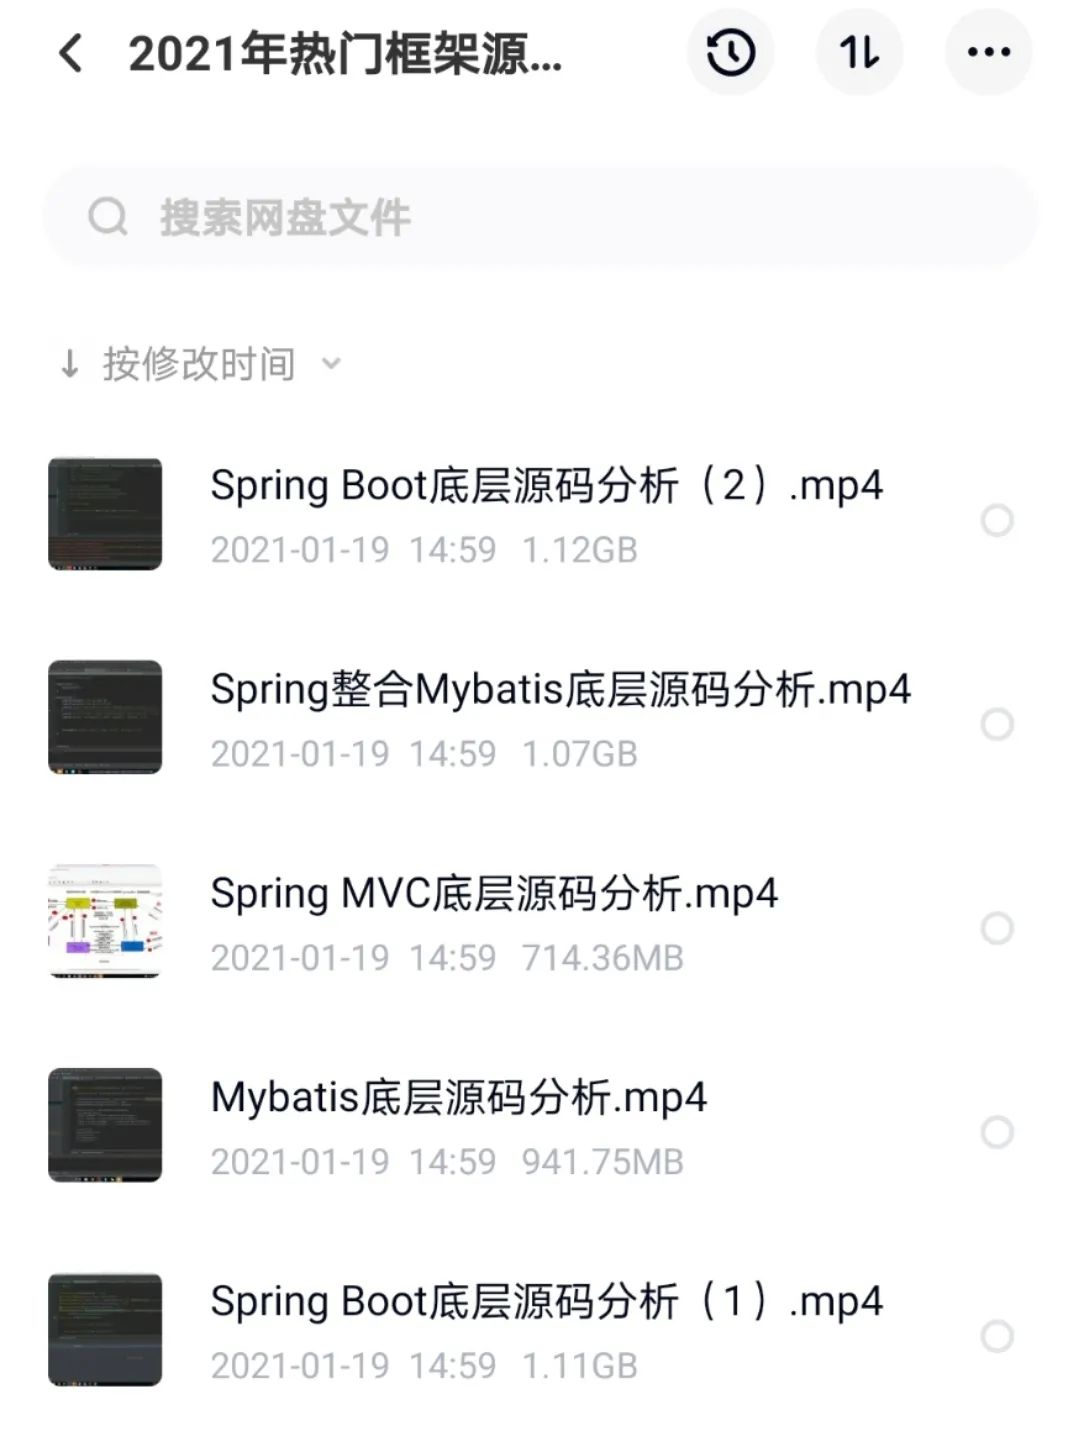 2021年热门框架源...
搜索网盘文件
按修改时间
Spring Boot底层源码分析（2）.mp4
2021-01-19 14:59 1.12GB
Spring整合Mybatis底层源码分析.mp4
2021-01-19 14:59 1.07GB
Spring MVC底层源码分析.mp4
2021-01-19 14:59 714.36MB
Mybatis底层源码分析.mp4
2021-01-19 14:59 941.75MB
Spring Boot底层源码分析（1）.mp4
2021-01-19 14:59 1.11GB